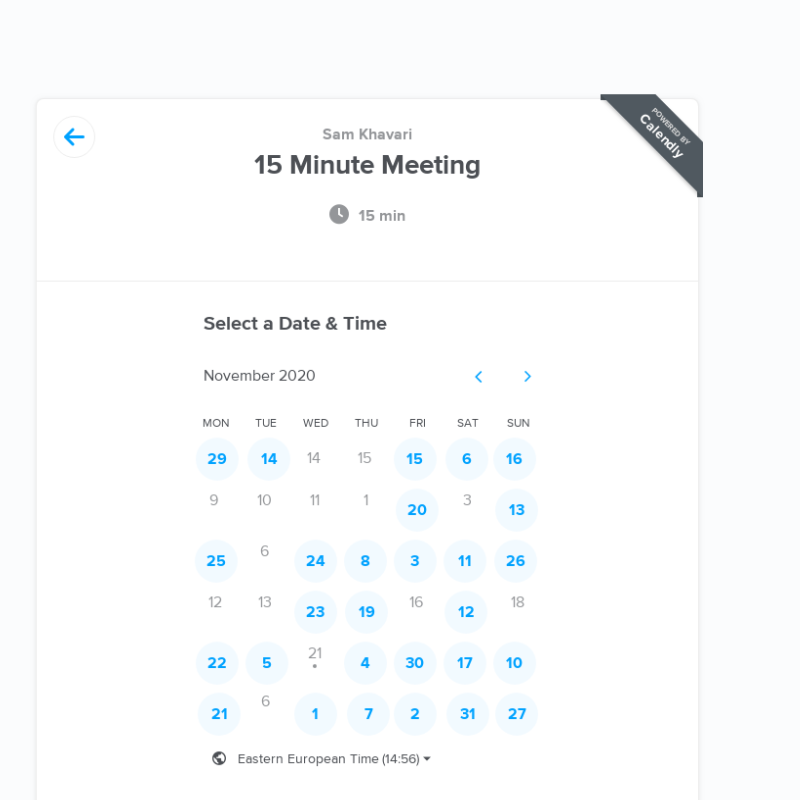 POWERED BY
Calendly
Sam Khavari
15 Minute Meeting
15 min
Select a Date & Time
November 2020
MON TUE WED THU FRI SAT SUN
29 14 14 15 15 6 16
9 10 11 1 20 3 13
25 6 24 8 3 11 26
12 13 23 19 16 12 18
22 5 21 4 30 17 10
21 6 1 7 2 31 27
Eastern European Time (14:56)